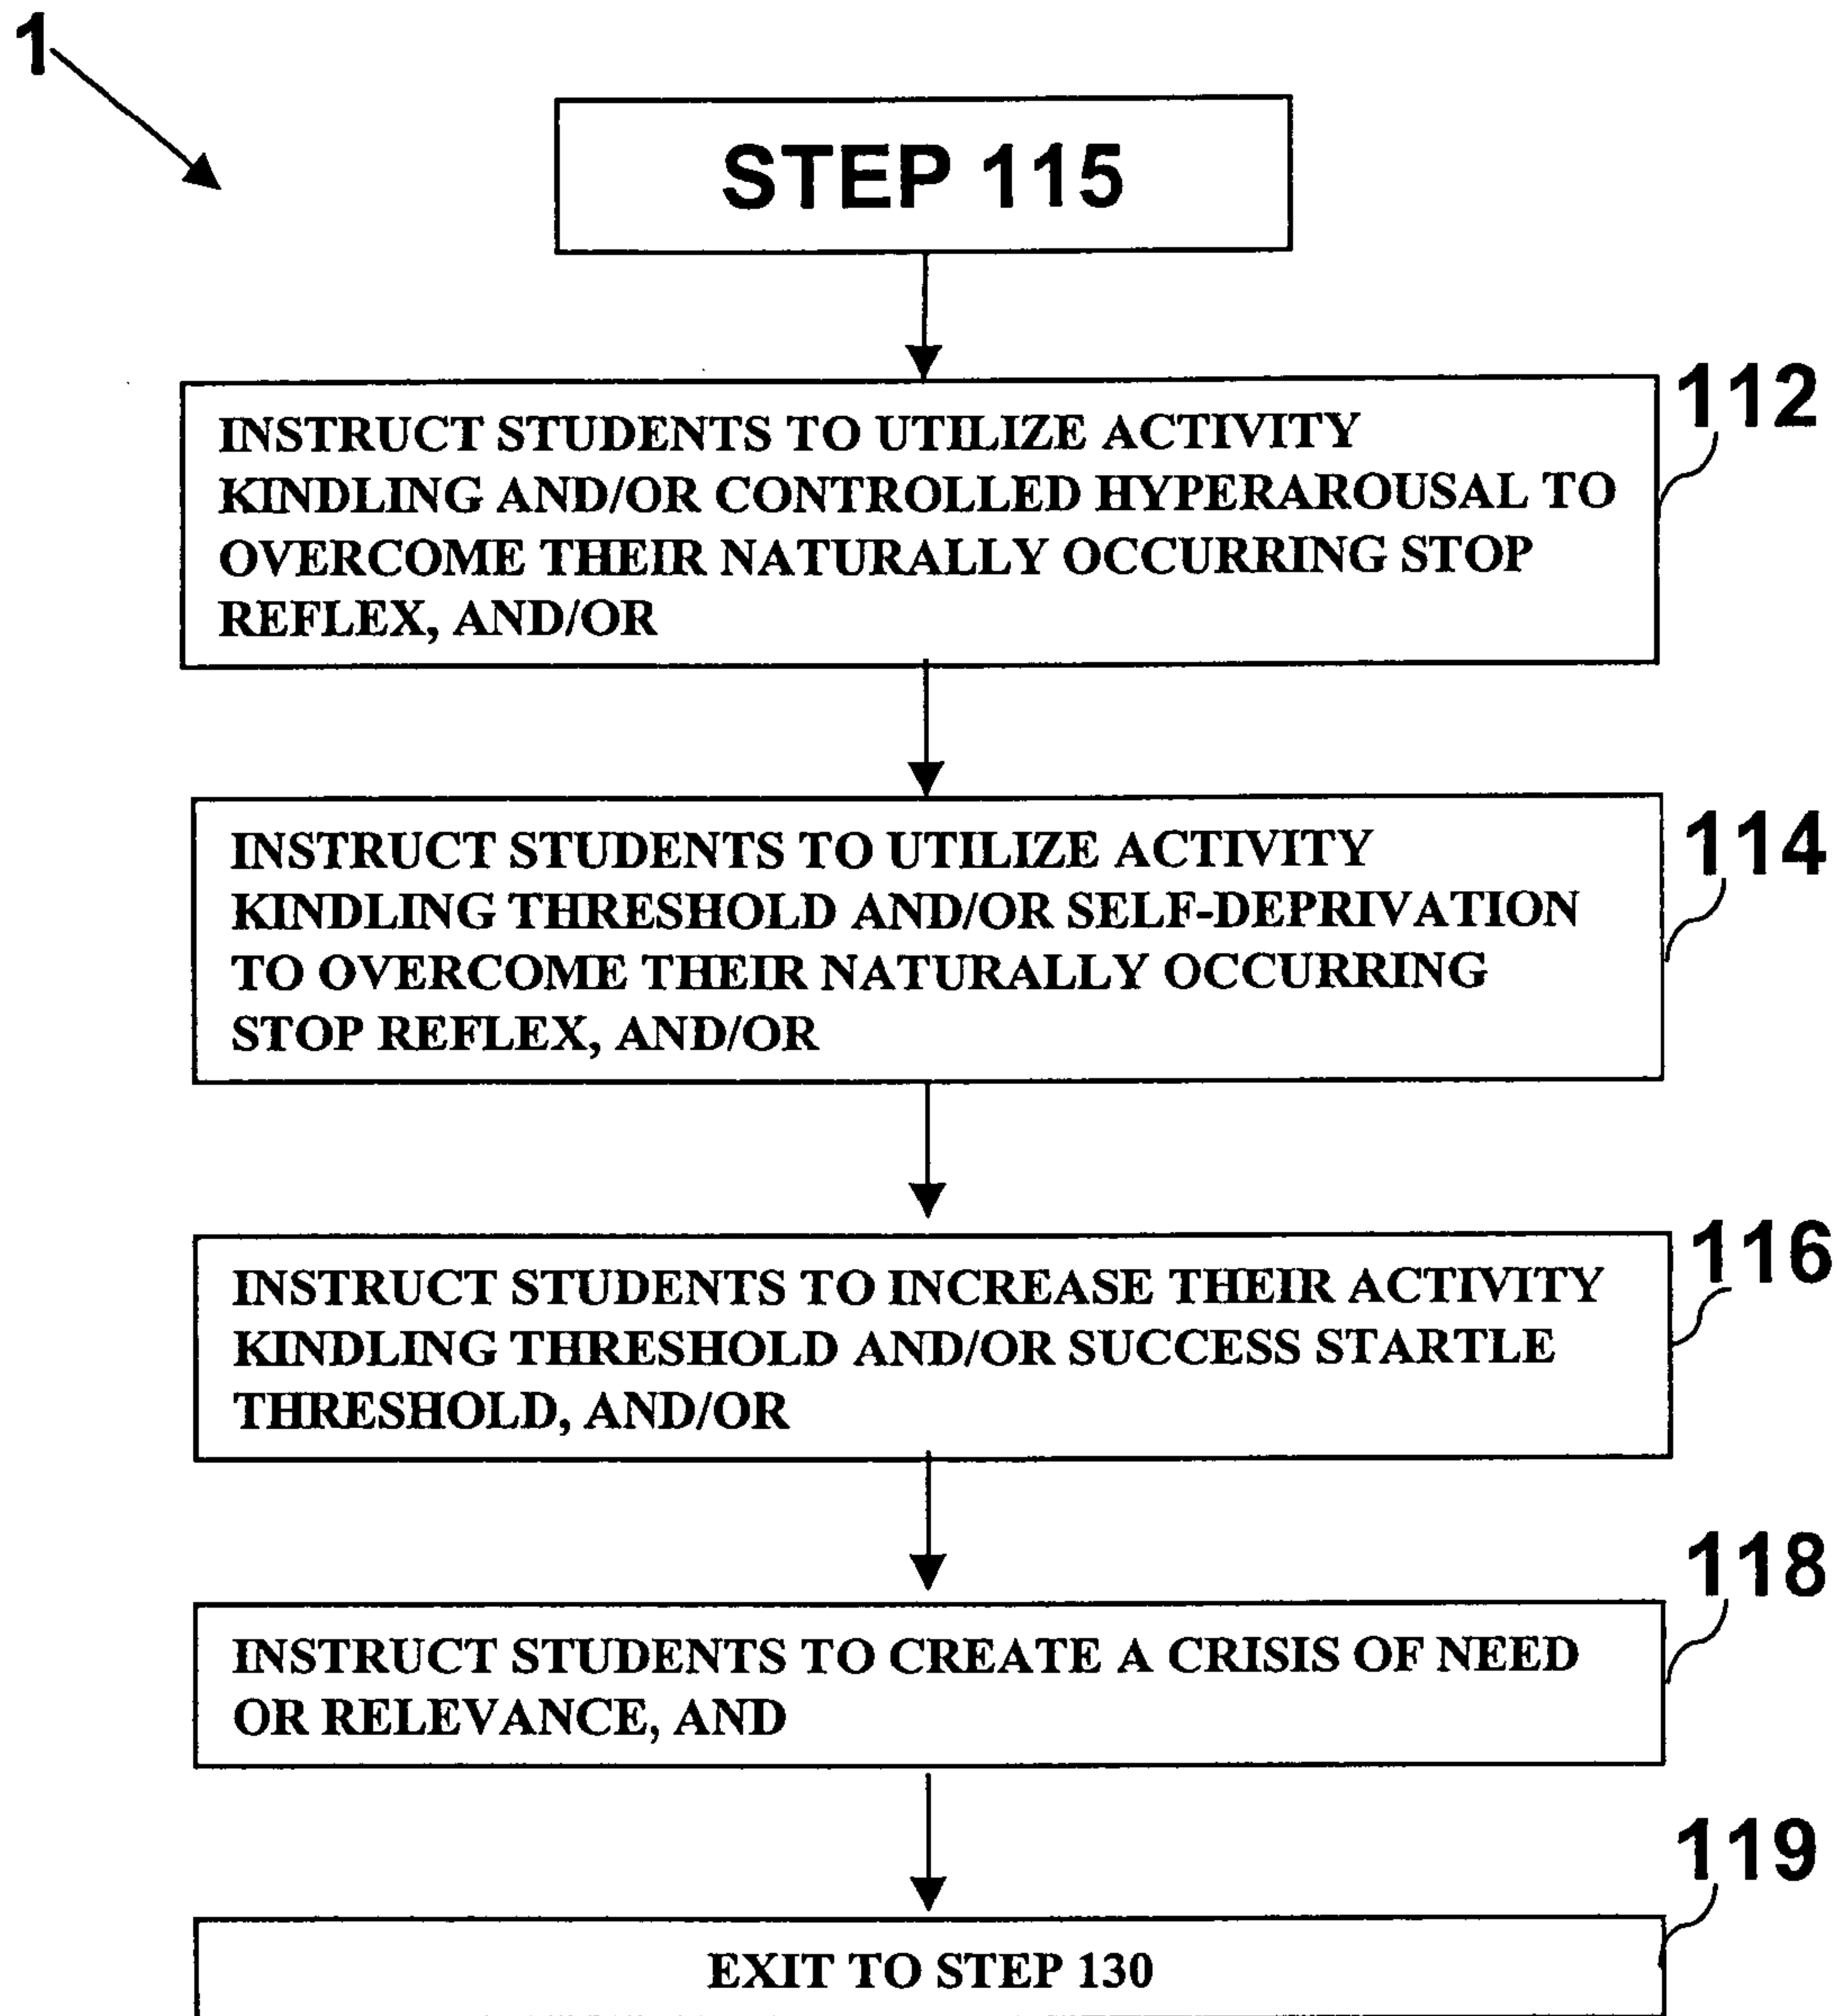 1
STEP 115
112
INSTRUCT STUDENTS TO UTILIZE ACTIVITY
KINDLING AND/OR CONTROLLED HYPERAROUSAL TO
OVERCOME THEIR NATURALLY OCCURRING STOP
REFLEX, AND/OR
114
INSTRUCT STUDENTS TO UTILIZE ACTIVITY
KINDLING THRESHOLD AND/OR SELF-DEPRIVATION
TO OVERCOME THEIR NATURALLY OCCURRING
STOP REFLEX, AND/OR
116
INSTRUCT STUDENTS TO INCREASE THEIR ACTIVITY
KINDLING THRESHOLD AND/OR SUCCESS STARTLE
THRESHOLD, AND/OR
118
INSTRUCT STUDENTS TO CREATE A CRISIS OF NEED
OR RELEVANCE, AND
119
EXIT TO STEP 130